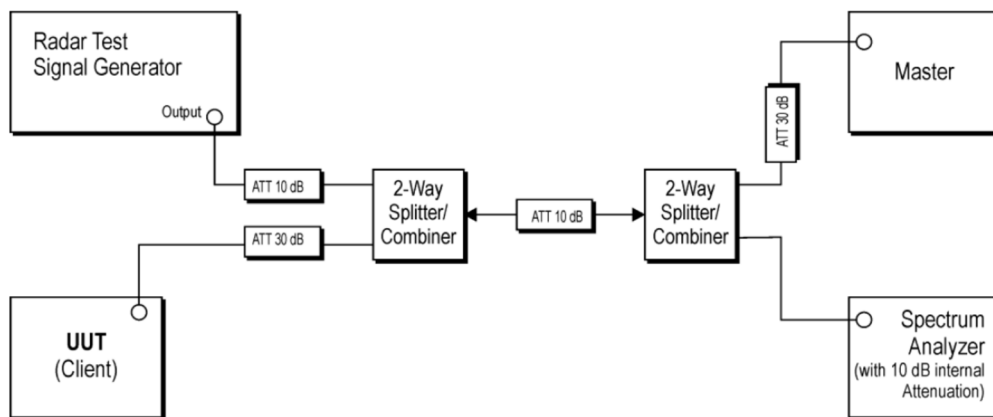 Radar Test
Signal Generator
Output
ATT 10 dB
ATT 30 dB
2-Way
Splitter/
Combiner
ATT 10 dB
2-Way
Splitter/
Combiner
ATT 30 dB
Master
UUT
(Client)
Spectrum
Analyzer
(with 10 dB internal
Attenuation)